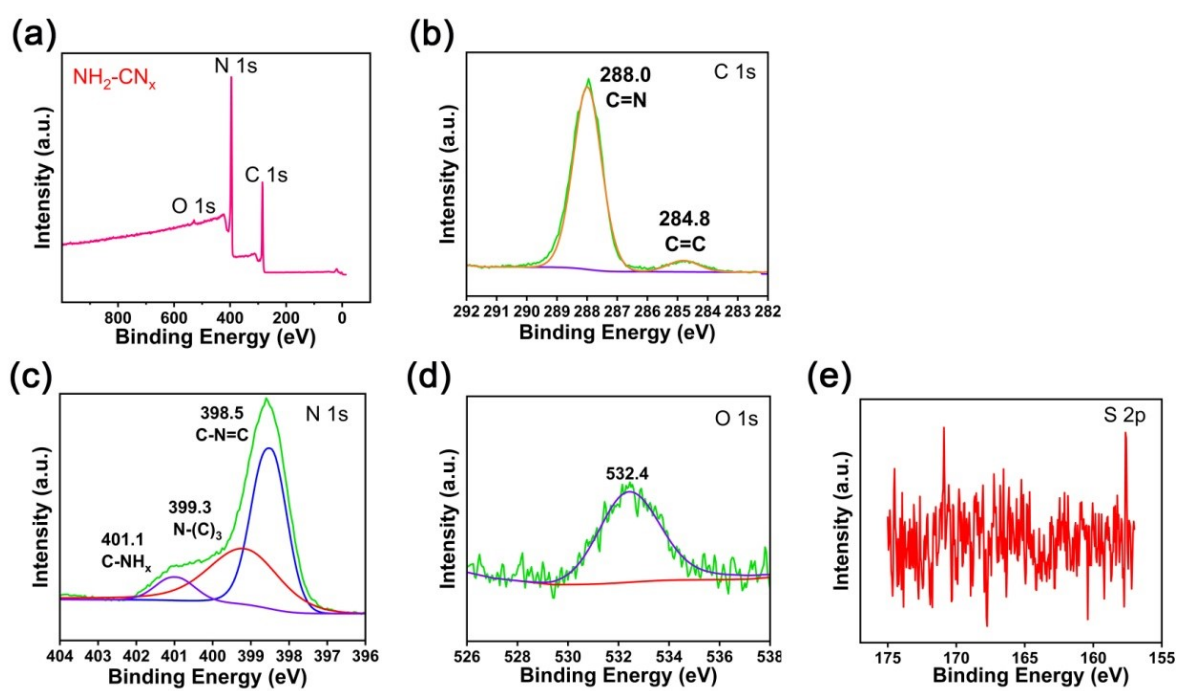 (a)
NH₂-CNₓ
N 1s
C 1s
O 1s
Intensity (a.u.)
800 600 400 200 0
Binding Energy (eV)
(b)
C 1s
288.0
C=N
284.8
C=C
Intensity (a.u.)
292 291 290 289 288 287 286 285 284 283 282
Binding Energy (eV)
(c)
N 1s
398.5
C-N=C
399.3
N-(C)₃
401.1
C-NHₓ
Intensity (a.u.)
404 403 402 401 400 399 398 397 396
Binding Energy (eV)
(d)
O 1s
532.4
Intensity (a.u.)
526 528 530 532 534 536 538
Binding Energy (eV)
(e)
S 2p
Intensity (a.u.)
175 170 165 160 155
Binding Energy (eV)